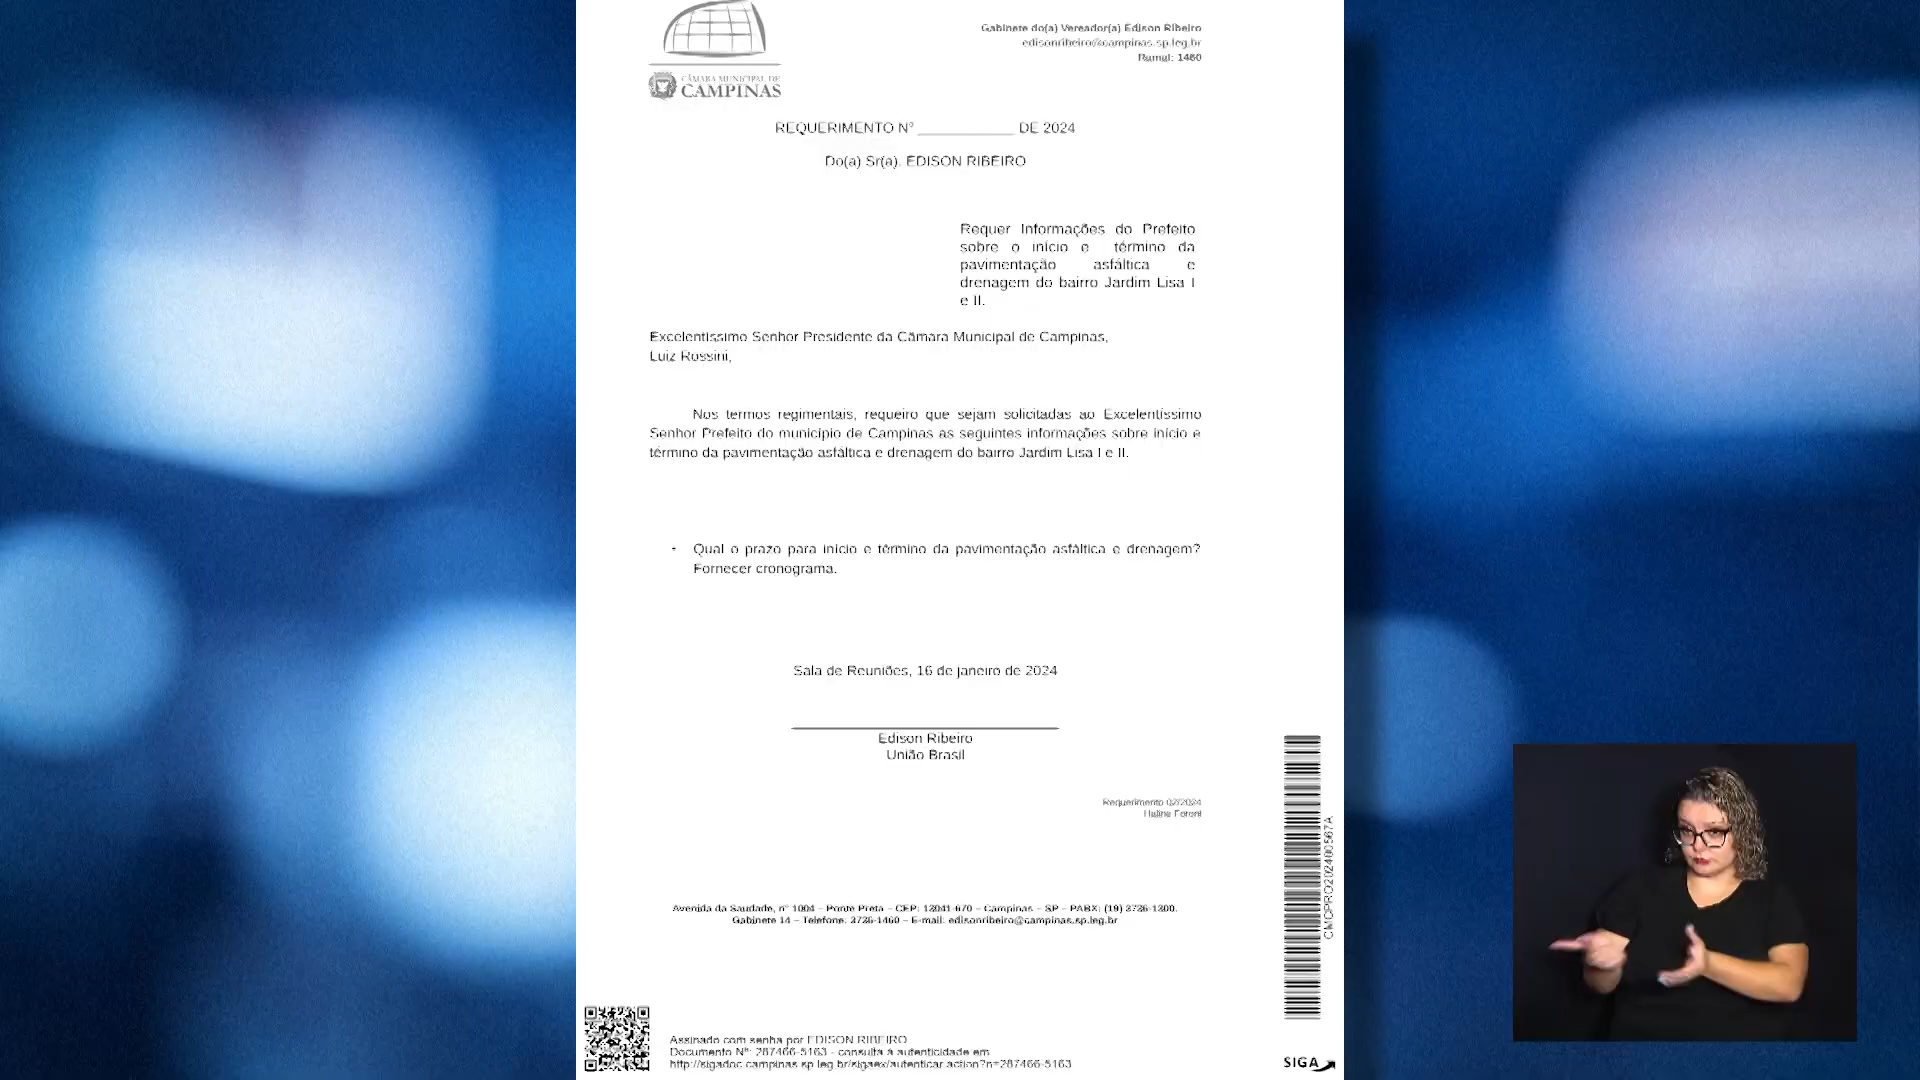 Gabinete do(a) Vereador(a) Edison Ribeiro
edisonribeiro@campinas.sp.leg.br
Ramal: 1460
CÂMARA MUNICIPAL DE
CAMPINAS
REQUERIMENTO Nº ____________ DE 2024
Do(a) Sr(a). EDISON RIBEIRO
Requer Informações do Prefeito
sobre o início e término da
pavimentação asfáltica e
drenagem do bairro Jardim Lisa I
e II.
Excelentíssimo Senhor Presidente da Câmara Municipal de Campinas,
Luiz Rossini,
Nos termos regimentais, requeiro que sejam solicitadas ao Excelentíssimo
Senhor Prefeito do município de Campinas as seguintes informações sobre início e
término da pavimentação asfáltica e drenagem do bairro Jardim Lisa I e II.
- Qual o prazo para início e término da pavimentação asfáltica e drenagem?
Fornecer cronograma.
Sala de Reuniões, 16 de janeiro de 2024
Edison Ribeiro
União Brasil
Requerimento 02/2024
Foroni
Avenida da Saudade, nº 1004 – Ponte Preta – CEP: 13041-670 – Campinas – SP – PABX: (19) 3736-1300.
Gabinete 14 – Telefone: 3736-1460 – E-mail: edisonribeiro@campinas.sp.leg.br
CMCPRO202400567A
Assinado com senha por EDISON RIBEIRO
Documento Nº: 287466-5163 - consulta à autenticidade em
http://sigadoc.campinas.sp.leg.br/sigaex/autenticar.action?n=287466-5163
SIGA